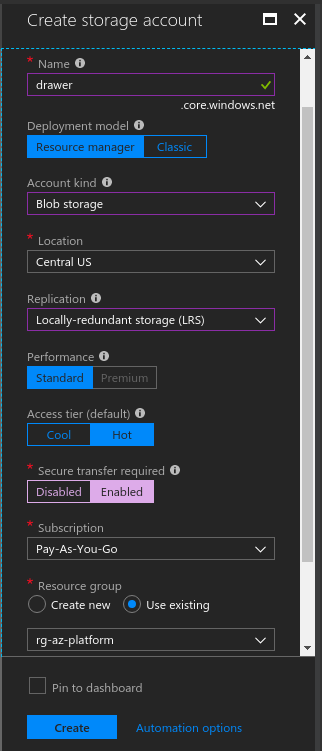 Create storage account
* Name
drawer
.core.windows.net
Deployment model
Resource manager Classic
Account kind
Blob storage
* Location
Central US
Replication
Locally-redundant storage (LRS)
Performance
Standard Premium
Access tier (default)
Cool Hot
* Secure transfer required
Disabled Enabled
* Subscription
Pay-As-You-Go
* Resource group
Create new Use existing
rg-az-platform
Pin to dashboard
Create Automation options